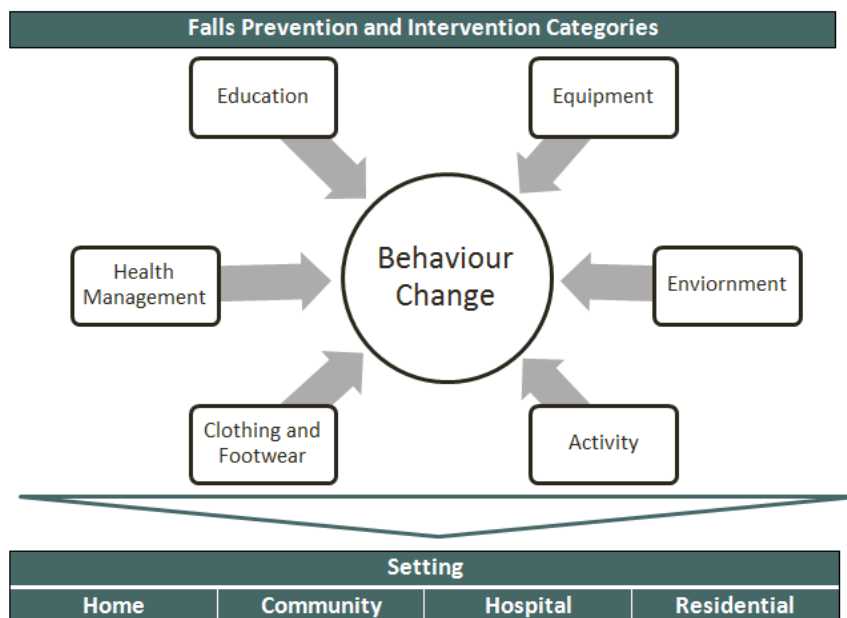 Falls Prevention and Intervention Categories
Education
Equipment
Health
Management
Behaviour
Change
Enviornment
Clothing and
Footwear
Activity
Setting
Home
Community
Hospital
Residential